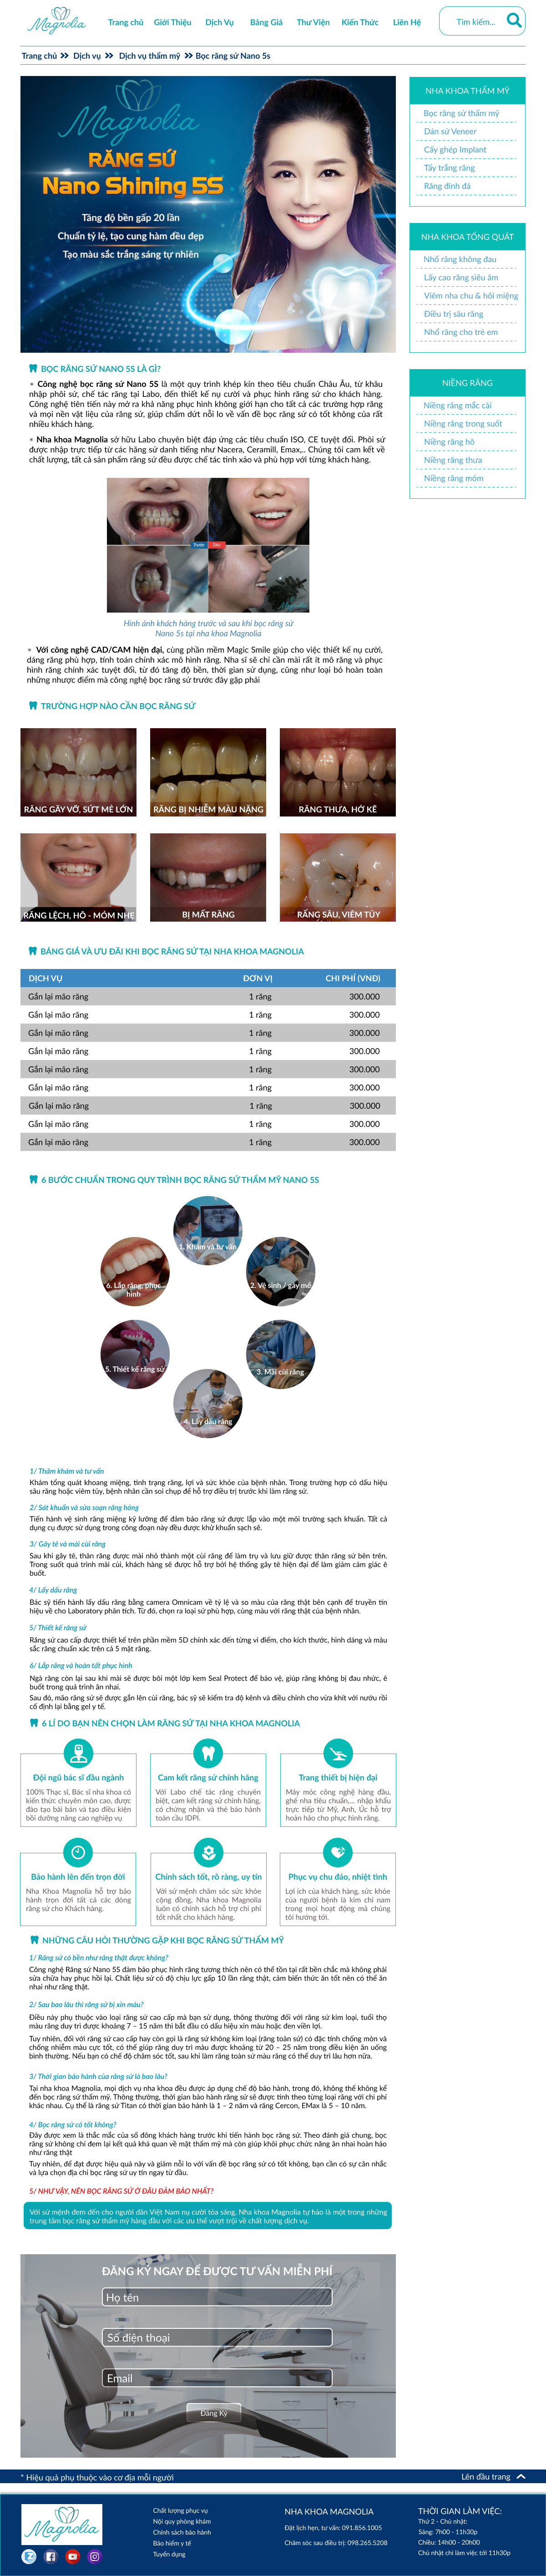 Magnolia
Trang chủ Giới Thiệu Dịch Vụ Bảng Giá Thư Viện Kiến Thức Liên Hệ
Tìm kiếm...
Trang chủ Dịch vụ Dịch vụ thẩm mỹ Bọc răng sứ Nano 5s
Magnolia
RĂNG SỨ
Nano Shining 5S
Tăng độ bền gấp 20 lần
Chuẩn tỷ lệ, tạo cung hàm đều đẹp
Tạo màu sắc trắng sáng tự nhiên
NHA KHOA THẨM MỸ
Bọc răng sứ thẩm mỹ
Dán sứ Veneer
Cấy ghép Implant
Tẩy trắng răng
Răng đính đá
NHA KHOA TỔNG QUÁT
Nhổ răng không đau
Lấy cao răng siêu âm
Viêm nha chu & hôi miệng
Điều trị sâu răng
Nhổ răng cho trẻ em
NIỀNG RĂNG
Niềng răng mắc cài
Niềng răng trong suốt
Niềng răng hô
Niềng răng thưa
Niềng răng móm
BỌC RĂNG SỨ NANO 5S LÀ GÌ?
Công nghệ bọc răng sứ Nano 5S là một quy trình khép kín theo tiêu chuẩn Châu Âu, từ khâu
nhập phôi sứ, chế tác răng tại Labo, đến thiết kế nụ cười và phục hình răng sứ cho khách hàng.
Công nghệ tiên tiến này mở ra khả năng phục hình không giới hạn cho tất cả các trường hợp răng
và mọi nền vật liệu của răng sứ, giúp chấm dứt nỗi lo về vấn đề bọc răng sứ có tốt không của rất
nhiều khách hàng.
Nha khoa Magnolia sở hữu Labo chuyên biệt đáp ứng các tiêu chuẩn ISO, CE tuyệt đối. Phôi sứ
được nhập trực tiếp từ các hãng sứ danh tiếng như Nacera, Ceramill, Emax,.. Chúng tôi cam kết về
chất lượng, tất cả sản phẩm răng sứ đều được chế tác tinh xảo và phù hợp với từng khách hàng.
Trước Sau
Hình ảnh khách hàng trước và sau khi bọc răng sứ
Nano 5s tại nha khoa Magnolia
Với công nghệ CAD/CAM hiện đại, cùng phần mềm Magic Smile giúp cho việc thiết kế nụ cười,
dáng răng phù hợp, tính toán chính xác mô hình răng. Nha sĩ sẽ chỉ cần mài rất ít mô răng và phục
hình răng chính xác tuyệt đối, từ đó tăng độ bền, thời gian sử dụng, cũng như loại bỏ hoàn toàn
những nhược điểm mà công nghệ bọc răng sứ trước đây gặp phải
TRƯỜNG HỢP NÀO CẦN BỌC RĂNG SỨ
RĂNG GÃY VỠ, SỨT MẺ LỚN RĂNG BỊ NHIỄM MÀU NẶNG RĂNG THƯA, HỞ KẼ
RĂNG LỆCH, HÔ - MÓM NHẸ BỊ MẤT RĂNG RĂNG SÂU, VIÊM TỦY
BẢNG GIÁ VÀ ƯU ĐÃI KHI BỌC RĂNG SỨ TẠI NHA KHOA MAGNOLIA
DỊCH VỤ ĐƠN VỊ CHI PHÍ (VNĐ)
Gắn lại mão răng 1 răng 300.000
Gắn lại mão răng 1 răng 300.000
Gắn lại mão răng 1 răng 300.000
Gắn lại mão răng 1 răng 300.000
Gắn lại mão răng 1 răng 300.000
Gắn lại mão răng 1 răng 300.000
Gắn lại mão răng 1 răng 300.000
Gắn lại mão răng 1 răng 300.000
Gắn lại mão răng 1 răng 300.000
6 BƯỚC CHUẨN TRONG QUY TRÌNH BỌC RĂNG SỨ THẨM MỸ NANO 5S
1. Khám và tư vấn
2. Vệ sinh / gây mê
3. Mài cùi răng
4. Lấy dấu răng
5. Thiết kế răng sứ
6. Lắp răng, phục
hình
1/ Thăm khám và tư vấn
Khám tổng quát khoang miệng, tình trạng răng, lợi và sức khỏe của bệnh nhân. Trong trường hợp có dấu hiệu
sâu răng hoặc viêm tủy, bệnh nhân cần soi chụp để hỗ trợ điều trị trước khi làm răng sứ.
2/ Sát khuẩn và sửa soạn răng hỏng
Tiến hành vệ sinh răng miệng kỹ lưỡng để đảm bảo răng sứ được lắp vào một môi trường sạch khuẩn. Tất cả
dụng cụ được sử dụng trong công đoạn này đều được khử khuẩn sạch sẽ.
3/ Gây tê và mài cùi răng
Sau khi gây tê, thân răng được mài nhỏ thành một cùi răng để làm trụ và lưu giữ được thân răng sứ bên trên.
Trong suốt quá trình mài cùi, khách hàng sẽ được hỗ trợ bởi hệ thống gây tê hiện đại để làm giảm cảm giác ê
buốt.
4/ Lấy dấu răng
Bác sỹ tiến hành lấy dấu răng bằng camera Omnicam về tỷ lệ và so màu của răng thật bên cạnh để truyền tín
hiệu về cho Laboratory phân tích. Từ đó, chọn ra loại sứ phù hợp, cùng màu với răng thật của bệnh nhân.
5/ Thiết kế răng sứ
Răng sứ cao cấp được thiết kế trên phần mềm 5D chính xác đến từng vi điểm, cho kích thước, hình dáng và màu
sắc răng chuẩn xác trên cả 5 mặt răng.
6/ Lắp răng và hoàn tất phục hình
Ngà răng còn lại sau khi mài sẽ được bôi một lớp kem Seal Protect để bảo vệ, giúp răng không bị đau nhức, ê
buốt trong quá trình ăn nhai.
Sau đó, mão răng sứ sẽ được gắn lên cùi răng, bác sỹ sẽ kiểm tra độ kênh và điều chỉnh cho vừa khít với nướu rồi
cố định lại bằng gel y tế.
6 LÍ DO BẠN NÊN CHỌN LÀM RĂNG SỨ TẠI NHA KHOA MAGNOLIA
Đội ngũ bác sĩ đầu ngành
100% Thạc sĩ, Bác sĩ nha khoa có
kiến thức chuyên môn cao, được
đào tạo bài bản và tạo điều kiện
bồi dưỡng nâng cao nghiệp vụ
Cam kết răng sứ chính hãng
Với Labo chế tác răng chuyên
biệt, cam kết răng sứ chính hãng,
có chứng nhận và thẻ bảo hành
toàn cầu IDPI.
Trang thiết bị hiện đại
Máy móc công nghệ hàng đầu,
ghế nha tiêu chuẩn,... nhập khẩu
trực tiếp từ Mỹ, Anh, Úc hỗ trợ
hoàn hảo cho phục hình răng.
Bảo hành lên đến trọn đời
Nha Khoa Magnolia hỗ trợ bảo
hành trọn đời tất cả các dòng
răng sứ cho Khách hàng.
Chính sách tốt, rõ ràng, uy tín
Với sứ mệnh chăm sóc sức khỏe
cộng đồng, Nha khoa Magnolia
luôn có chính sách hỗ trợ chi phí
tốt nhất cho khách hàng.
Phục vụ chu đáo, nhiệt tình
Lợi ích của khách hàng, sức khỏe
của người bệnh là kim chỉ nam
trong mọi hoạt động mà chúng
tôi hướng tới.
NHỮNG CÂU HỎI THƯỜNG GẶP KHI BỌC RĂNG SỨ THẨM MỸ
1/ Răng sứ có bền như răng thật được không?
Công nghệ Răng sứ Nano 5S đảm bảo phục hình răng tương thích nên có thể tồn tại rất bền chắc mà không phải
sửa chữa hay phục hồi lại. Chất liệu sứ có độ chịu lực gấp 10 lần răng thật, cảm biến thức ăn tốt nên có thể ăn
nhai như răng thật.
2/ Sau bao lâu thì răng sứ bị xỉn màu?
Điều này phụ thuộc vào loại răng sứ cao cấp mà bạn sử dụng, thông thường đối với răng sứ kim loại, tuổi thọ
màu răng duy trì được khoảng 7 – 15 năm thì bắt đầu có dấu hiệu xỉn màu hoặc đen viền lợi.
Tuy nhiên, đối với răng sứ cao cấp hay còn gọi là răng sứ không kim loại (răng toàn sứ) có đặc tính chống mòn và
chống nhiễm màu cực tốt, có thể giúp răng duy trì màu được khoảng từ 20 – 25 năm trong điều kiện ăn uống
bình thường. Nếu bạn có chế độ chăm sóc tốt, sau khi làm răng toàn sứ màu răng có thể duy trì lâu hơn nữa.
3/ Thời gian bảo hành của răng sứ là bao lâu?
Tại nha khoa Magnolia, mọi dịch vụ nha khoa đều được áp dụng chế độ bảo hành, trong đó, không thể không kể
đến bọc răng sứ thẩm mỹ. Thông thường, thời gian bảo hành răng sứ sẽ được tính theo từng loại răng với chi phí
khác nhau. Cụ thể răng sứ Titan có thời gian bảo hành là 1 – 2 năm và răng Cercon, EMax là 5 – 10 năm.
4/ Bọc răng sứ có tốt không?
Đây được xem là thắc mắc của số đông khách hàng trước khi tiến hành bọc răng sứ. Theo đánh giá chung, bọc
răng sứ không chỉ đem lại kết quả khả quan về mặt thẩm mỹ mà còn giúp khôi phục chức năng ăn nhai hoàn hảo
như răng thật
Tuy nhiên, để đạt được hiệu quả này và giảm nỗi lo với vấn đề bọc răng sứ có tốt không, bạn cần có sự cân nhắc
và lựa chọn địa chỉ bọc răng sứ uy tín ngay từ đầu.
5/ NHƯ VẬY, NÊN BỌC RĂNG SỨ Ở ĐÂU ĐẢM BẢO NHẤT?
Với sứ mệnh đem đến cho người dân Việt Nam nụ cười tỏa sáng, Nha khoa Magnolia tự hào là một trong những
trung tâm bọc răng sứ thẩm mỹ hàng đầu với các ưu thế vượt trội về chất lượng dịch vụ.
ĐĂNG KÝ NGAY ĐỂ ĐƯỢC TƯ VẤN MIỄN PHÍ
Họ tên
Số điện thoại
Email
Đăng Ký
* Hiệu quả phụ thuộc vào cơ địa mỗi người
Lên đầu trang
Magnolia
Chất lượng phục vụ
Nội quy phòng khám
Chính sách bảo hành
Bảo hiểm y tế
Tuyển dụng
NHA KHOA MAGNOLIA
Đặt lịch hẹn, tư vấn: 091.856.1005
Chăm sóc sau điều trị: 098.265.5208
THỜI GIAN LÀM VIỆC:
Thứ 2 - Chủ nhật:
Sáng: 7h00 - 11h30p
Chiều: 14h00 - 20h00
Chủ nhật chỉ làm việc tới 11h30p